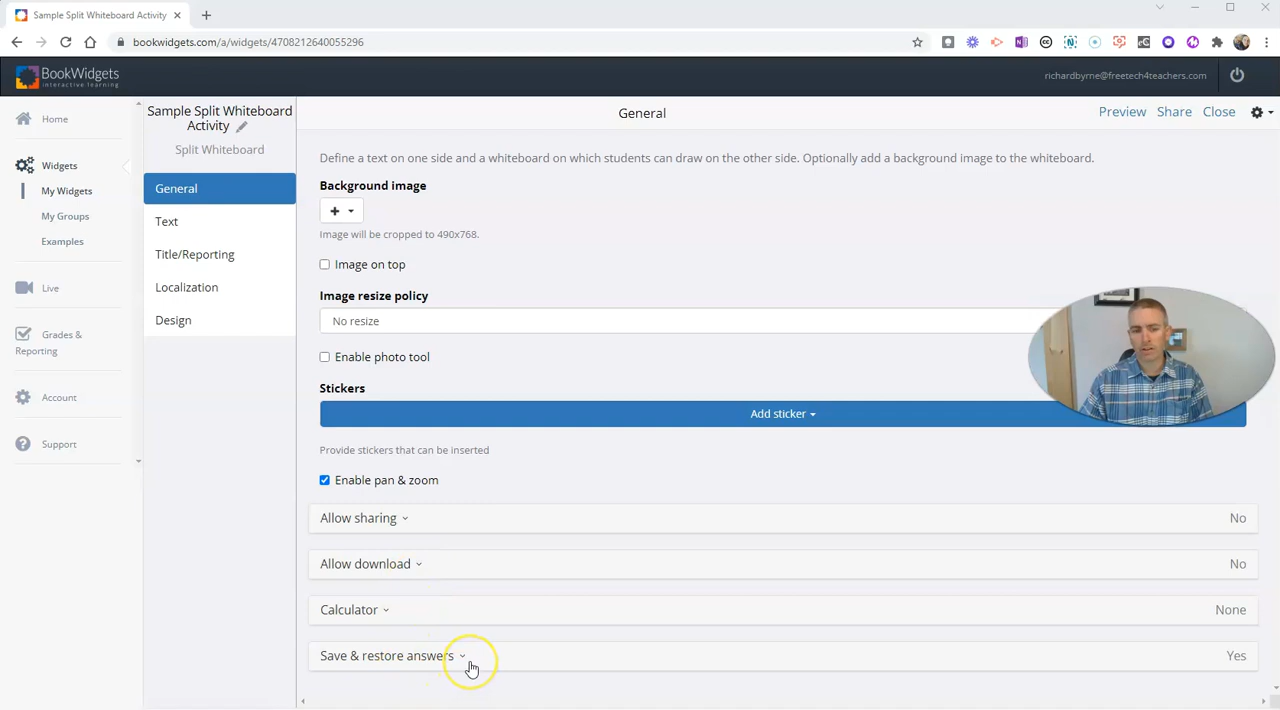 Sample Split Whiteboard Activity
bookwidgets.com/a/widgets/4708212640055296
BookWidgets
interactive learning
richardbyrne@freetech4teachers.com
Home
Widgets
My Widgets
My Groups
Examples
Live
Grades &
Reporting
Account
Support
Sample Split Whiteboard
Activity
Split Whiteboard
General
Text
Title/Reporting
Localization
Design
General
Preview
Share
Close
Define a text on one side and a whiteboard on which students can draw on the other side. Optionally add a background image to the whiteboard.
Background image
Image will be cropped to 490x768.
Image on top
Image resize policy
No resize
Enable photo tool
Stickers
Add sticker
Provide stickers that can be inserted
Enable pan & zoom
Allow sharing No
Allow download No
Calculator None
Save & restore answers Yes